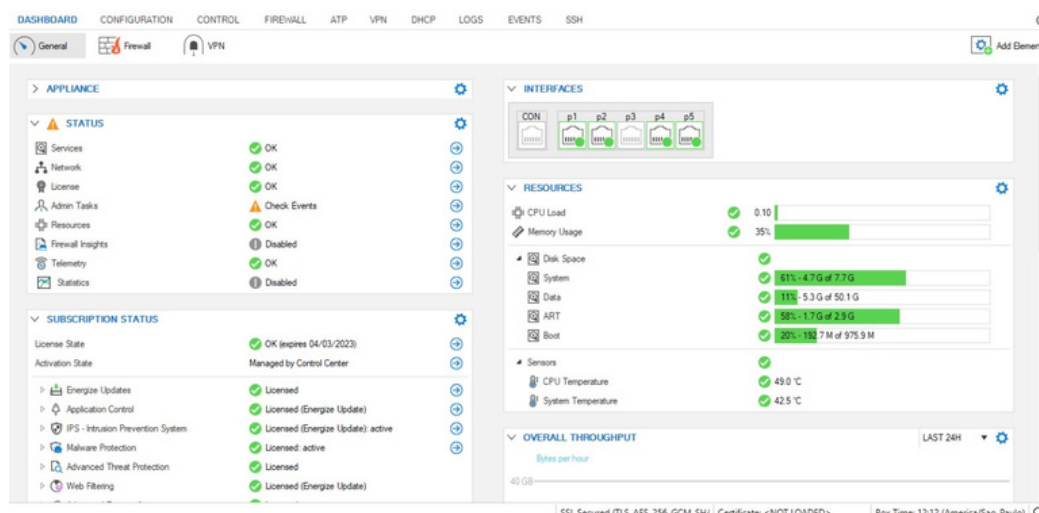 DASHBOARD CONFIGURATION CONTROL FIREWALL ATP VPN DHCP LOGS EVENTS SSH
General Firewall VPN Add Elemen
APPLIANCE
STATUS
Services OK
Network OK
License OK
Admin Tasks Check Events
Resources OK
Firewall Insights Disabled
Telemetry OK
Statistics Disabled
SUBSCRIPTION STATUS
License State OK (expires 04/03/2023)
Activation State Managed by Control Center
Energize Updates Licensed
Application Control Licensed (Energize Update)
IPS - Intrusion Prevention System Licensed (Energize Update): active
Malware Protection Licensed: active
Advanced Threat Protection Licensed
Web Filtering Licensed (Energize Update)
INTERFACES
CON p1 p2 p3 p4 p5
RESOURCES
CPU Load 0.10
Memory Usage 35%
Disk Space
System 61% - 4.7 G of 7.7 G
Data 11% - 5.3 G of 50.1 G
ART 58% - 1.7 G of 2.9 G
Boot 20% - 192.7 M of 975.9 M
Sensors
CPU Temperature 49.0 °C
System Temperature 42.5 °C
OVERALL THROUGHPUT LAST 24H
Bytes per hour
40 GB